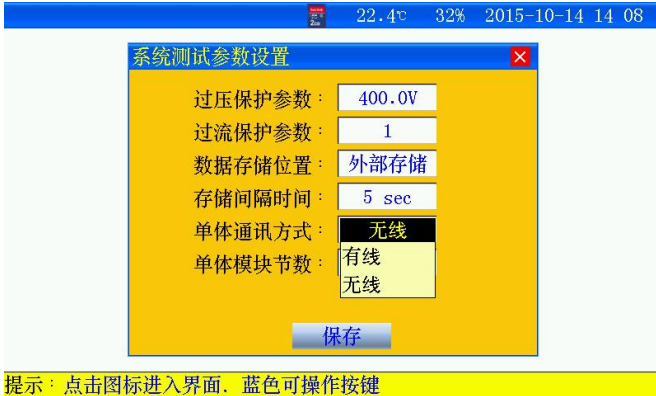 22.4℃ 32% 2015-10-14 14 08
系统测试参数设置
过压保护参数： 400.0V
过流保护参数： 1
数据存储位置： 外部存储
存储间隔时间： 5 sec
单体通讯方式： 无线
有线
单体模块节数：
无线
保存
提示：点击图标进入界面．蓝色可操作按键